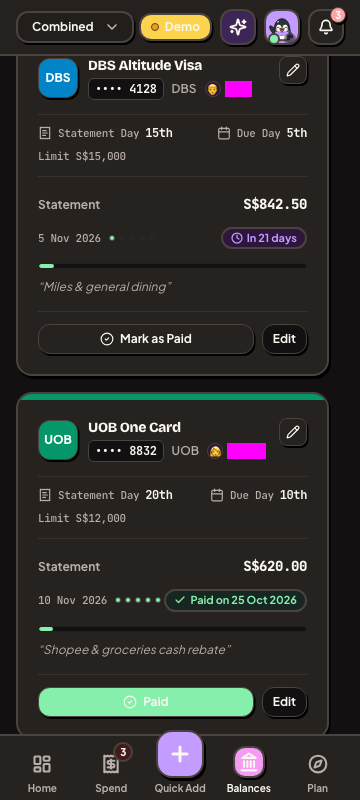 Combined
Demo
3
DBS
DBS Altitude Visa
•••• 4128 DBS
Statement Day 15th
Due Day 5th
Limit S$15,000
Statement
S$842.50
5 Nov 2026
In 21 days
“Miles & general dining”
Mark as Paid
Edit
UOB
UOB One Card
•••• 8832 UOB
Statement Day 20th
Due Day 10th
Limit S$12,000
Statement
S$620.00
10 Nov 2026
Paid on 25 Oct 2026
“Shopee & groceries cash rebate”
Paid
Edit
3
Home
Spend
Quick Add
Balances
Plan